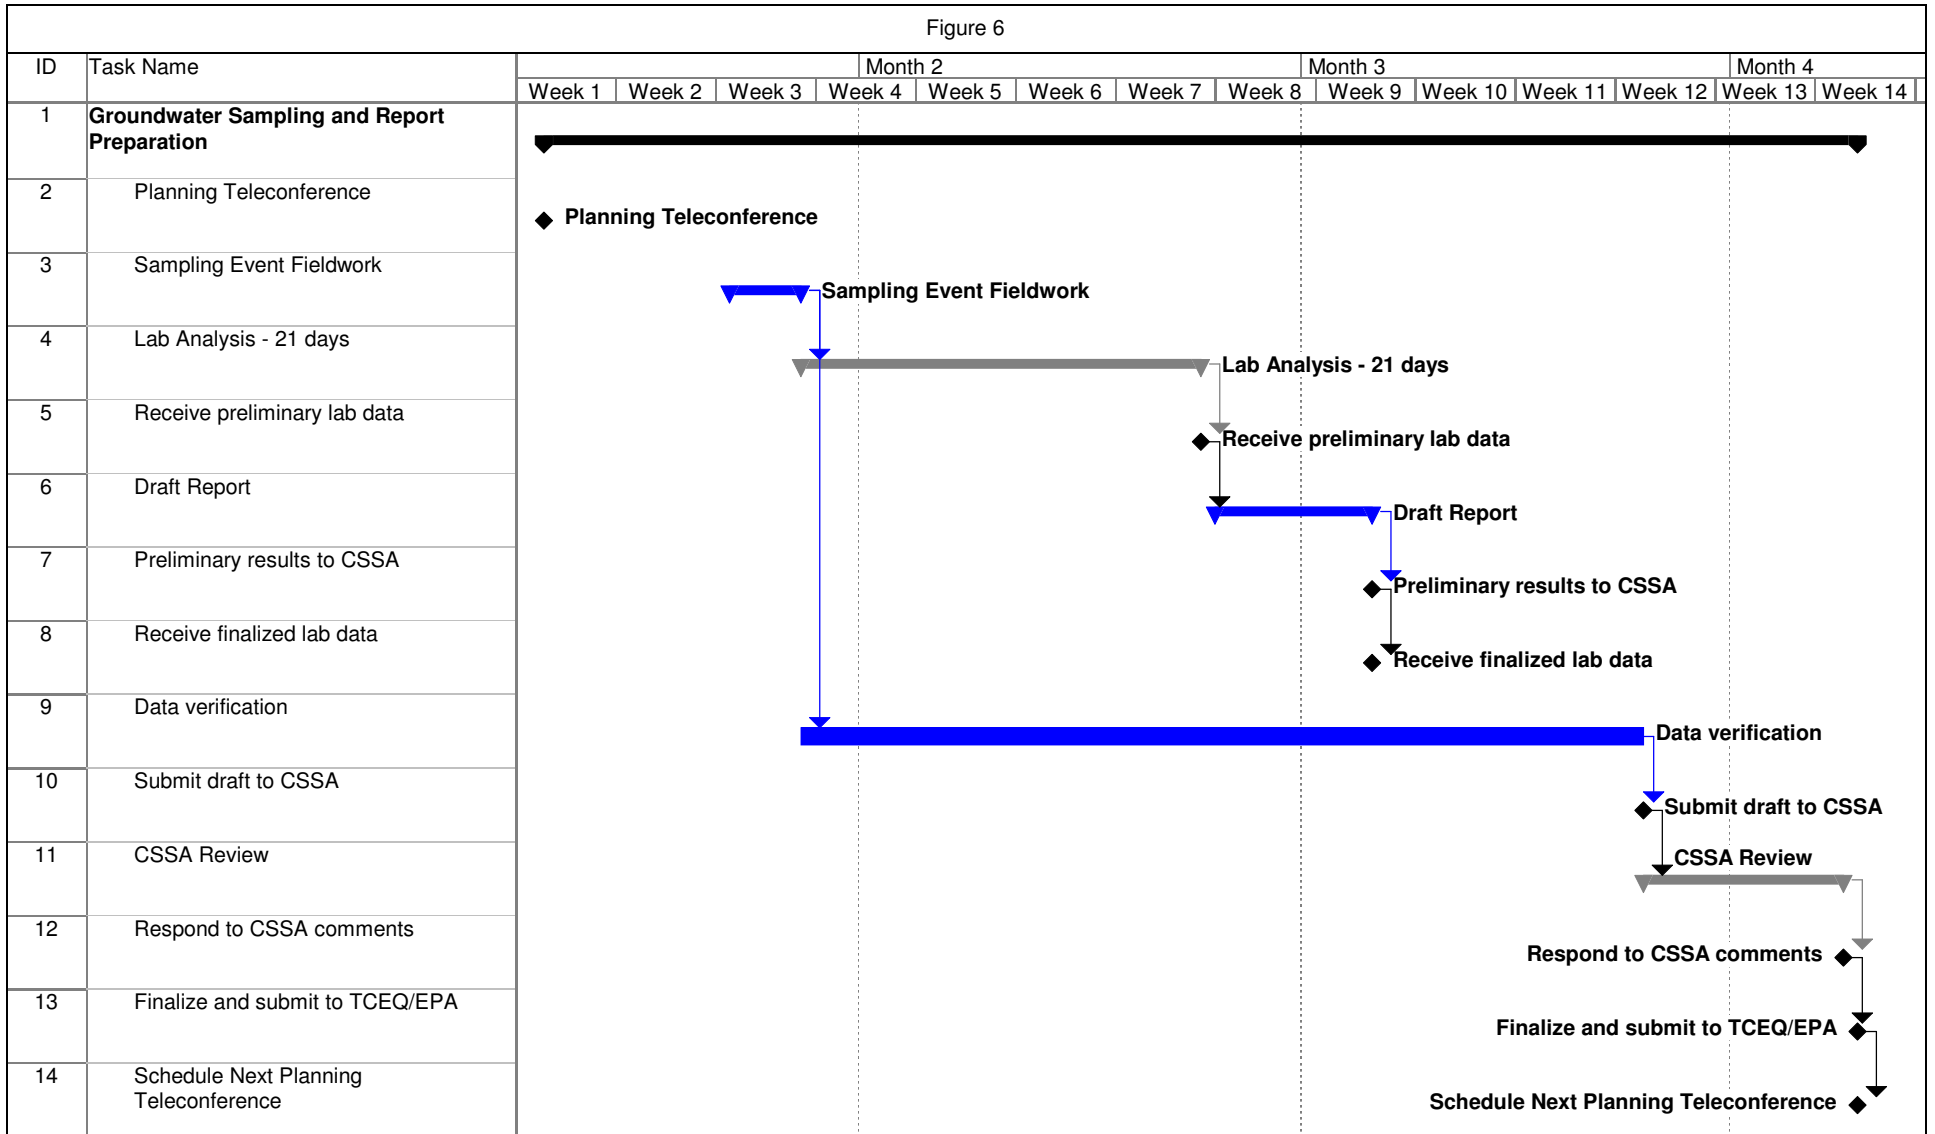 Figure 6
ID Task Name Month 2 Month 3 Month 4
Week 1 Week 2 Week 3 Week 4 Week 5 Week 6 Week 7 Week 8 Week 9 Week 10 Week 11 Week 12 Week 13 Week 14
1 Groundwater Sampling and Report
Preparation
2 Planning Teleconference
Planning Teleconference
3 Sampling Event Fieldwork
Sampling Event Fieldwork
4 Lab Analysis - 21 days
Lab Analysis - 21 days
5 Receive preliminary lab data
Receive preliminary lab data
6 Draft Report
Draft Report
7 Preliminary results to CSSA
Preliminary results to CSSA
8 Receive finalized lab data
Receive finalized lab data
9 Data verification
Data verification
10 Submit draft to CSSA
Submit draft to CSSA
11 CSSA Review
CSSA Review
12 Respond to CSSA comments
Respond to CSSA comments
13 Finalize and submit to TCEQ/EPA
Finalize and submit to TCEQ/EPA
14 Schedule Next Planning
Teleconference
Schedule Next Planning Teleconference